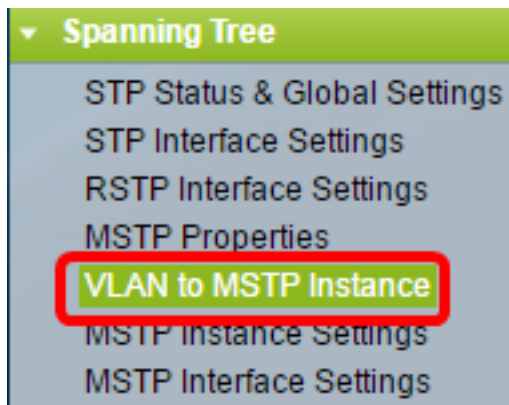 Spanning Tree
STP Status & Global Settings
STP Interface Settings
RSTP Interface Settings
MSTP Properties
VLAN to MSTP Instance
MSTP Instance Settings
MSTP Interface Settings